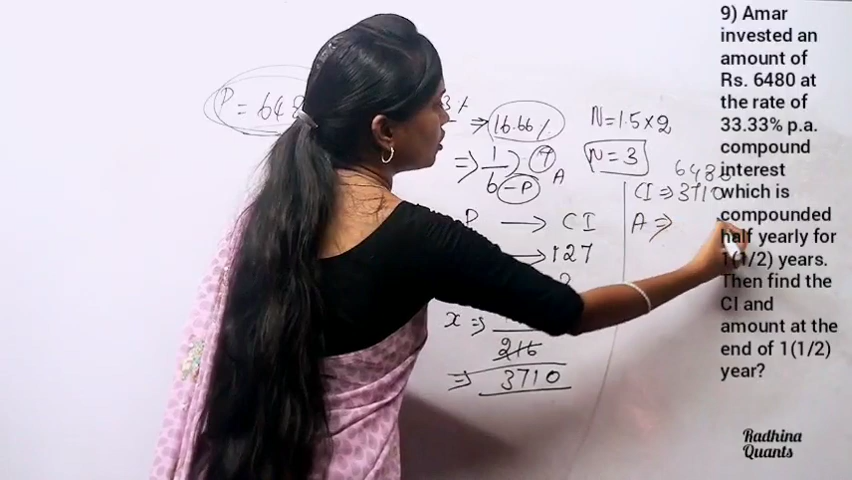 9) Amar
invested an
amount of
Rs. 6480 at
the rate of
33.33% p.a.
compound
interest
which is
compounded
half yearly for
1(1/2) years.
Then find the
CI and
amount at the
end of 1(1/2)
year?
P = 648
3%
⇒ 16.66%
⇒ 1/6) 7 A
- P
P → CI
→ 127
x ⇒
216
⇒ 3710
N = 1.5 × 2
N = 3
6480
CI ⇒ 3710
A ⇒
Radhina
Quants